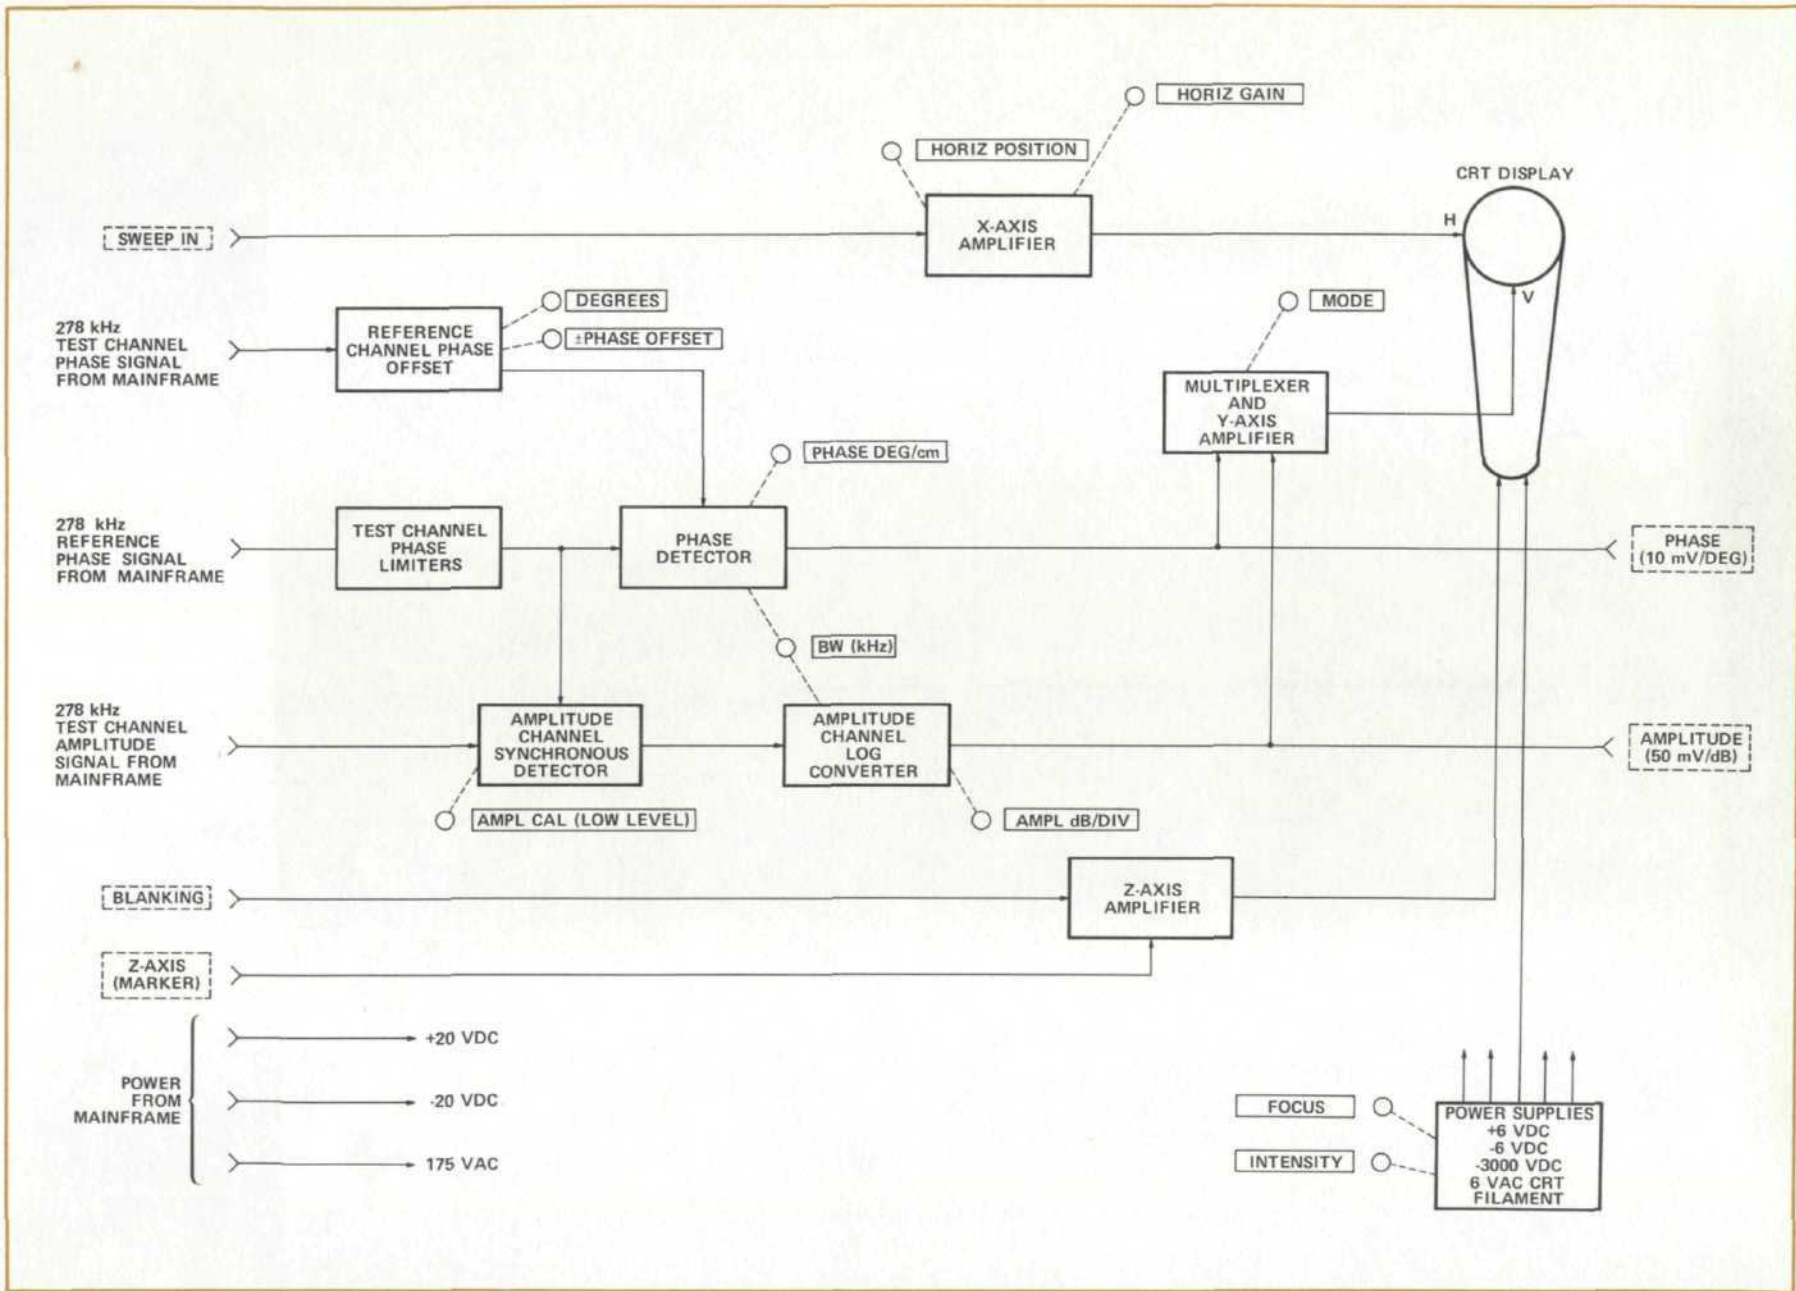 HORIZ GAIN
HORIZ POSITION
CRT DISPLAY
SWEEP IN
X-AXIS
AMPLIFIER
H
V
278 kHz
TEST CHANNEL
PHASE SIGNAL
FROM MAINFRAME
REFERENCE
CHANNEL PHASE
OFFSET
DEGREES
±PHASE OFFSET
MODE
MULTIPLEXER
AND
Y-AXIS
AMPLIFIER
PHASE DEG/cm
278 kHz
REFERENCE
PHASE SIGNAL
FROM MAINFRAME
TEST CHANNEL
PHASE
LIMITERS
PHASE
DETECTOR
PHASE
(10 mV/DEG)
BW (kHz)
278 kHz
TEST CHANNEL
AMPLITUDE
SIGNAL FROM
MAINFRAME
AMPLITUDE
CHANNEL
SYNCHRONOUS
DETECTOR
AMPLITUDE
CHANNEL
LOG
CONVERTER
AMPLITUDE
(50 mV/dB)
AMPL CAL (LOW LEVEL)
AMPL dB/DIV
BLANKING
Z-AXIS
AMPLIFIER
Z-AXIS
(MARKER)
POWER
FROM
MAINFRAME
+20 VDC
-20 VDC
175 VAC
FOCUS
INTENSITY
POWER SUPPLIES
+6 VDC
-6 VDC
-3000 VDC
6 VAC CRT
FILAMENT